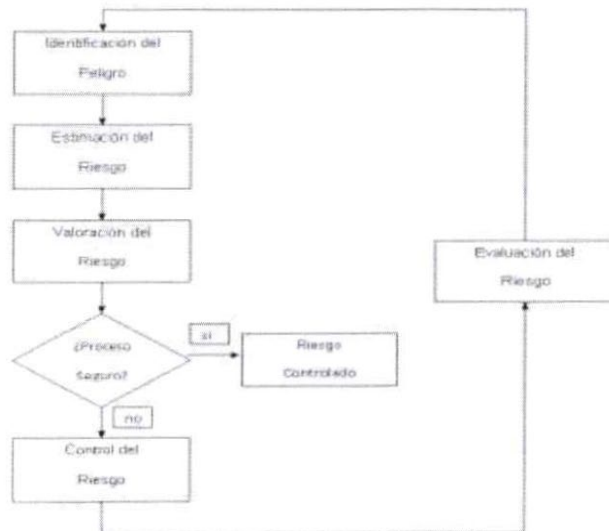 Identificación del
Peligro
Estimación del
Riesgo
Valoración del
Riesgo
¿Proceso
Seguro?
si
Riesgo
Controlado
no
Control del
Riesgo
Evaluación del
Riesgo